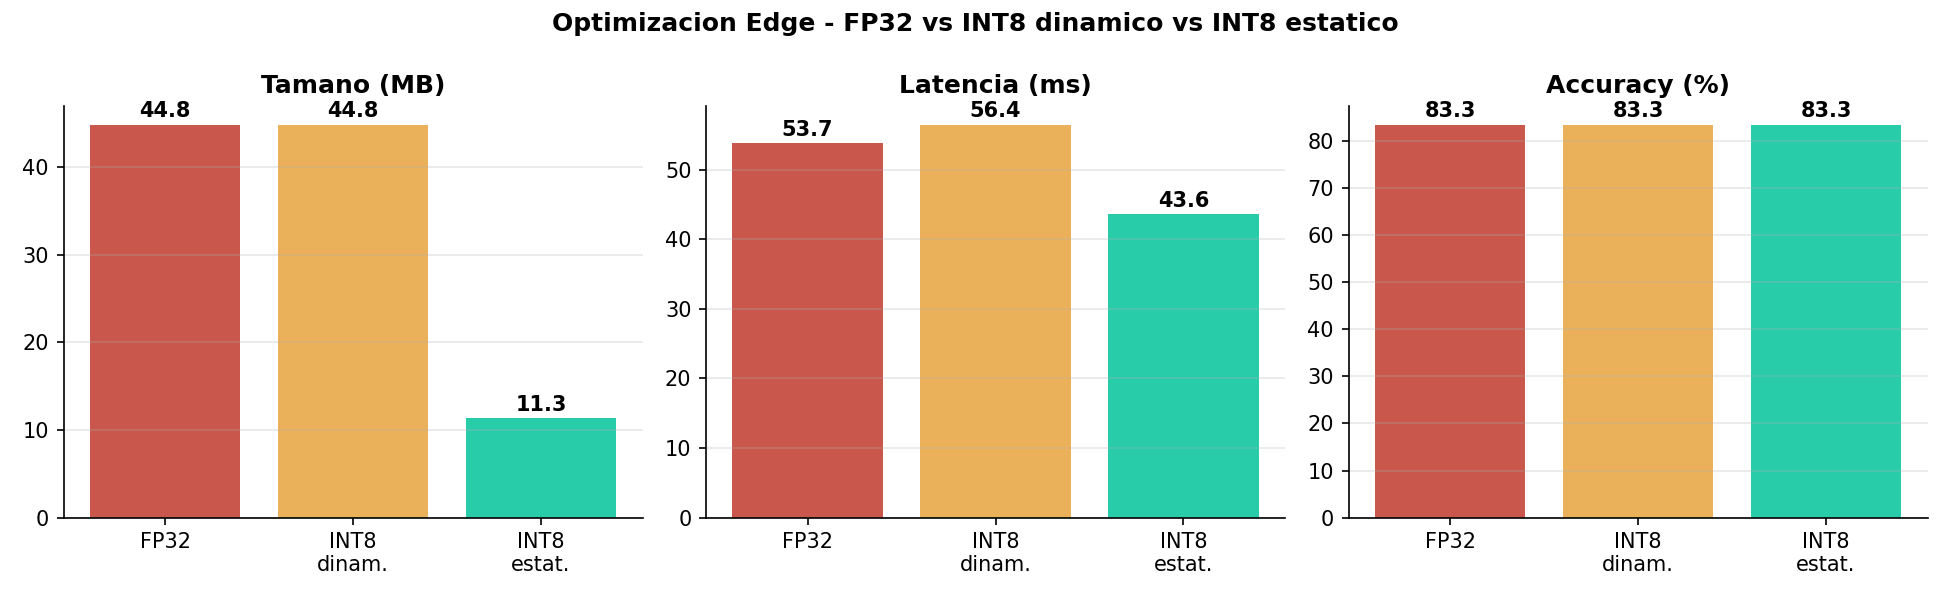 Optimizacion Edge - FP32 vs INT8 dinamico vs INT8 estatico
Tamano (MB)
44.8
44.8
11.3
40
30
20
10
0
FP32
INT8
dinam.
INT8
estat.
Latencia (ms)
53.7
56.4
43.6
50
40
30
20
10
0
FP32
INT8
dinam.
INT8
estat.
Accuracy (%)
83.3
83.3
83.3
80
70
60
50
40
30
20
10
0
FP32
INT8
dinam.
INT8
estat.